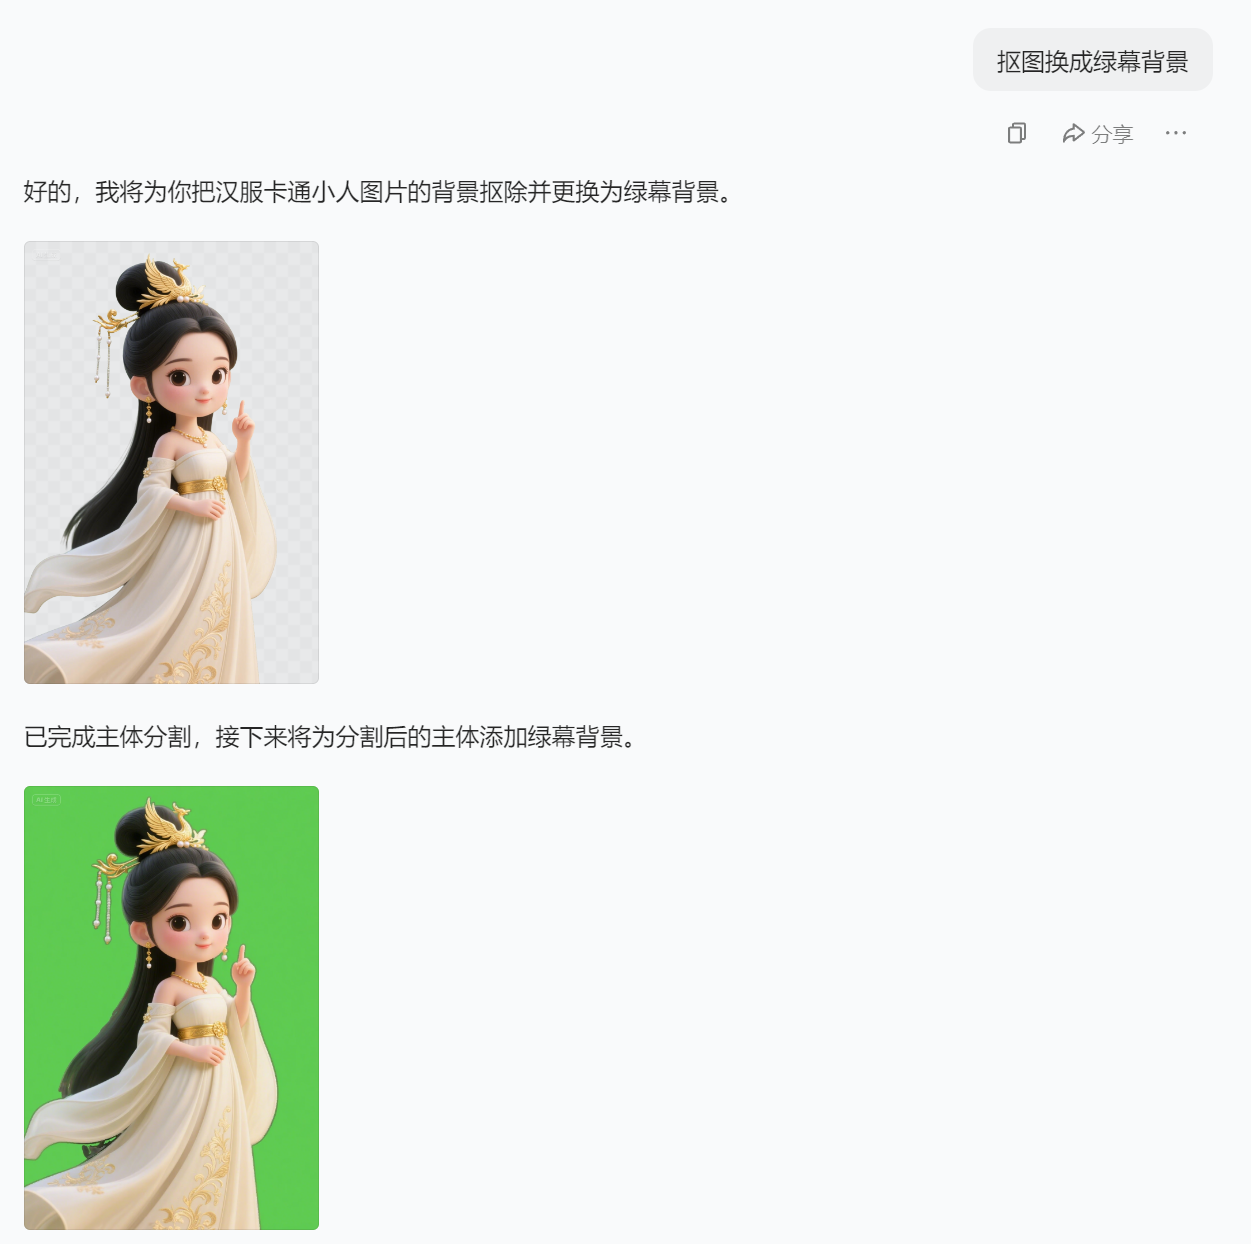 抠图换成绿幕背景
分享
好的，我将为你把汉服卡通小人图片的背景抠除并更换为绿幕背景。
已完成主体分割，接下来将为分割后的主体添加绿幕背景。
AI生成